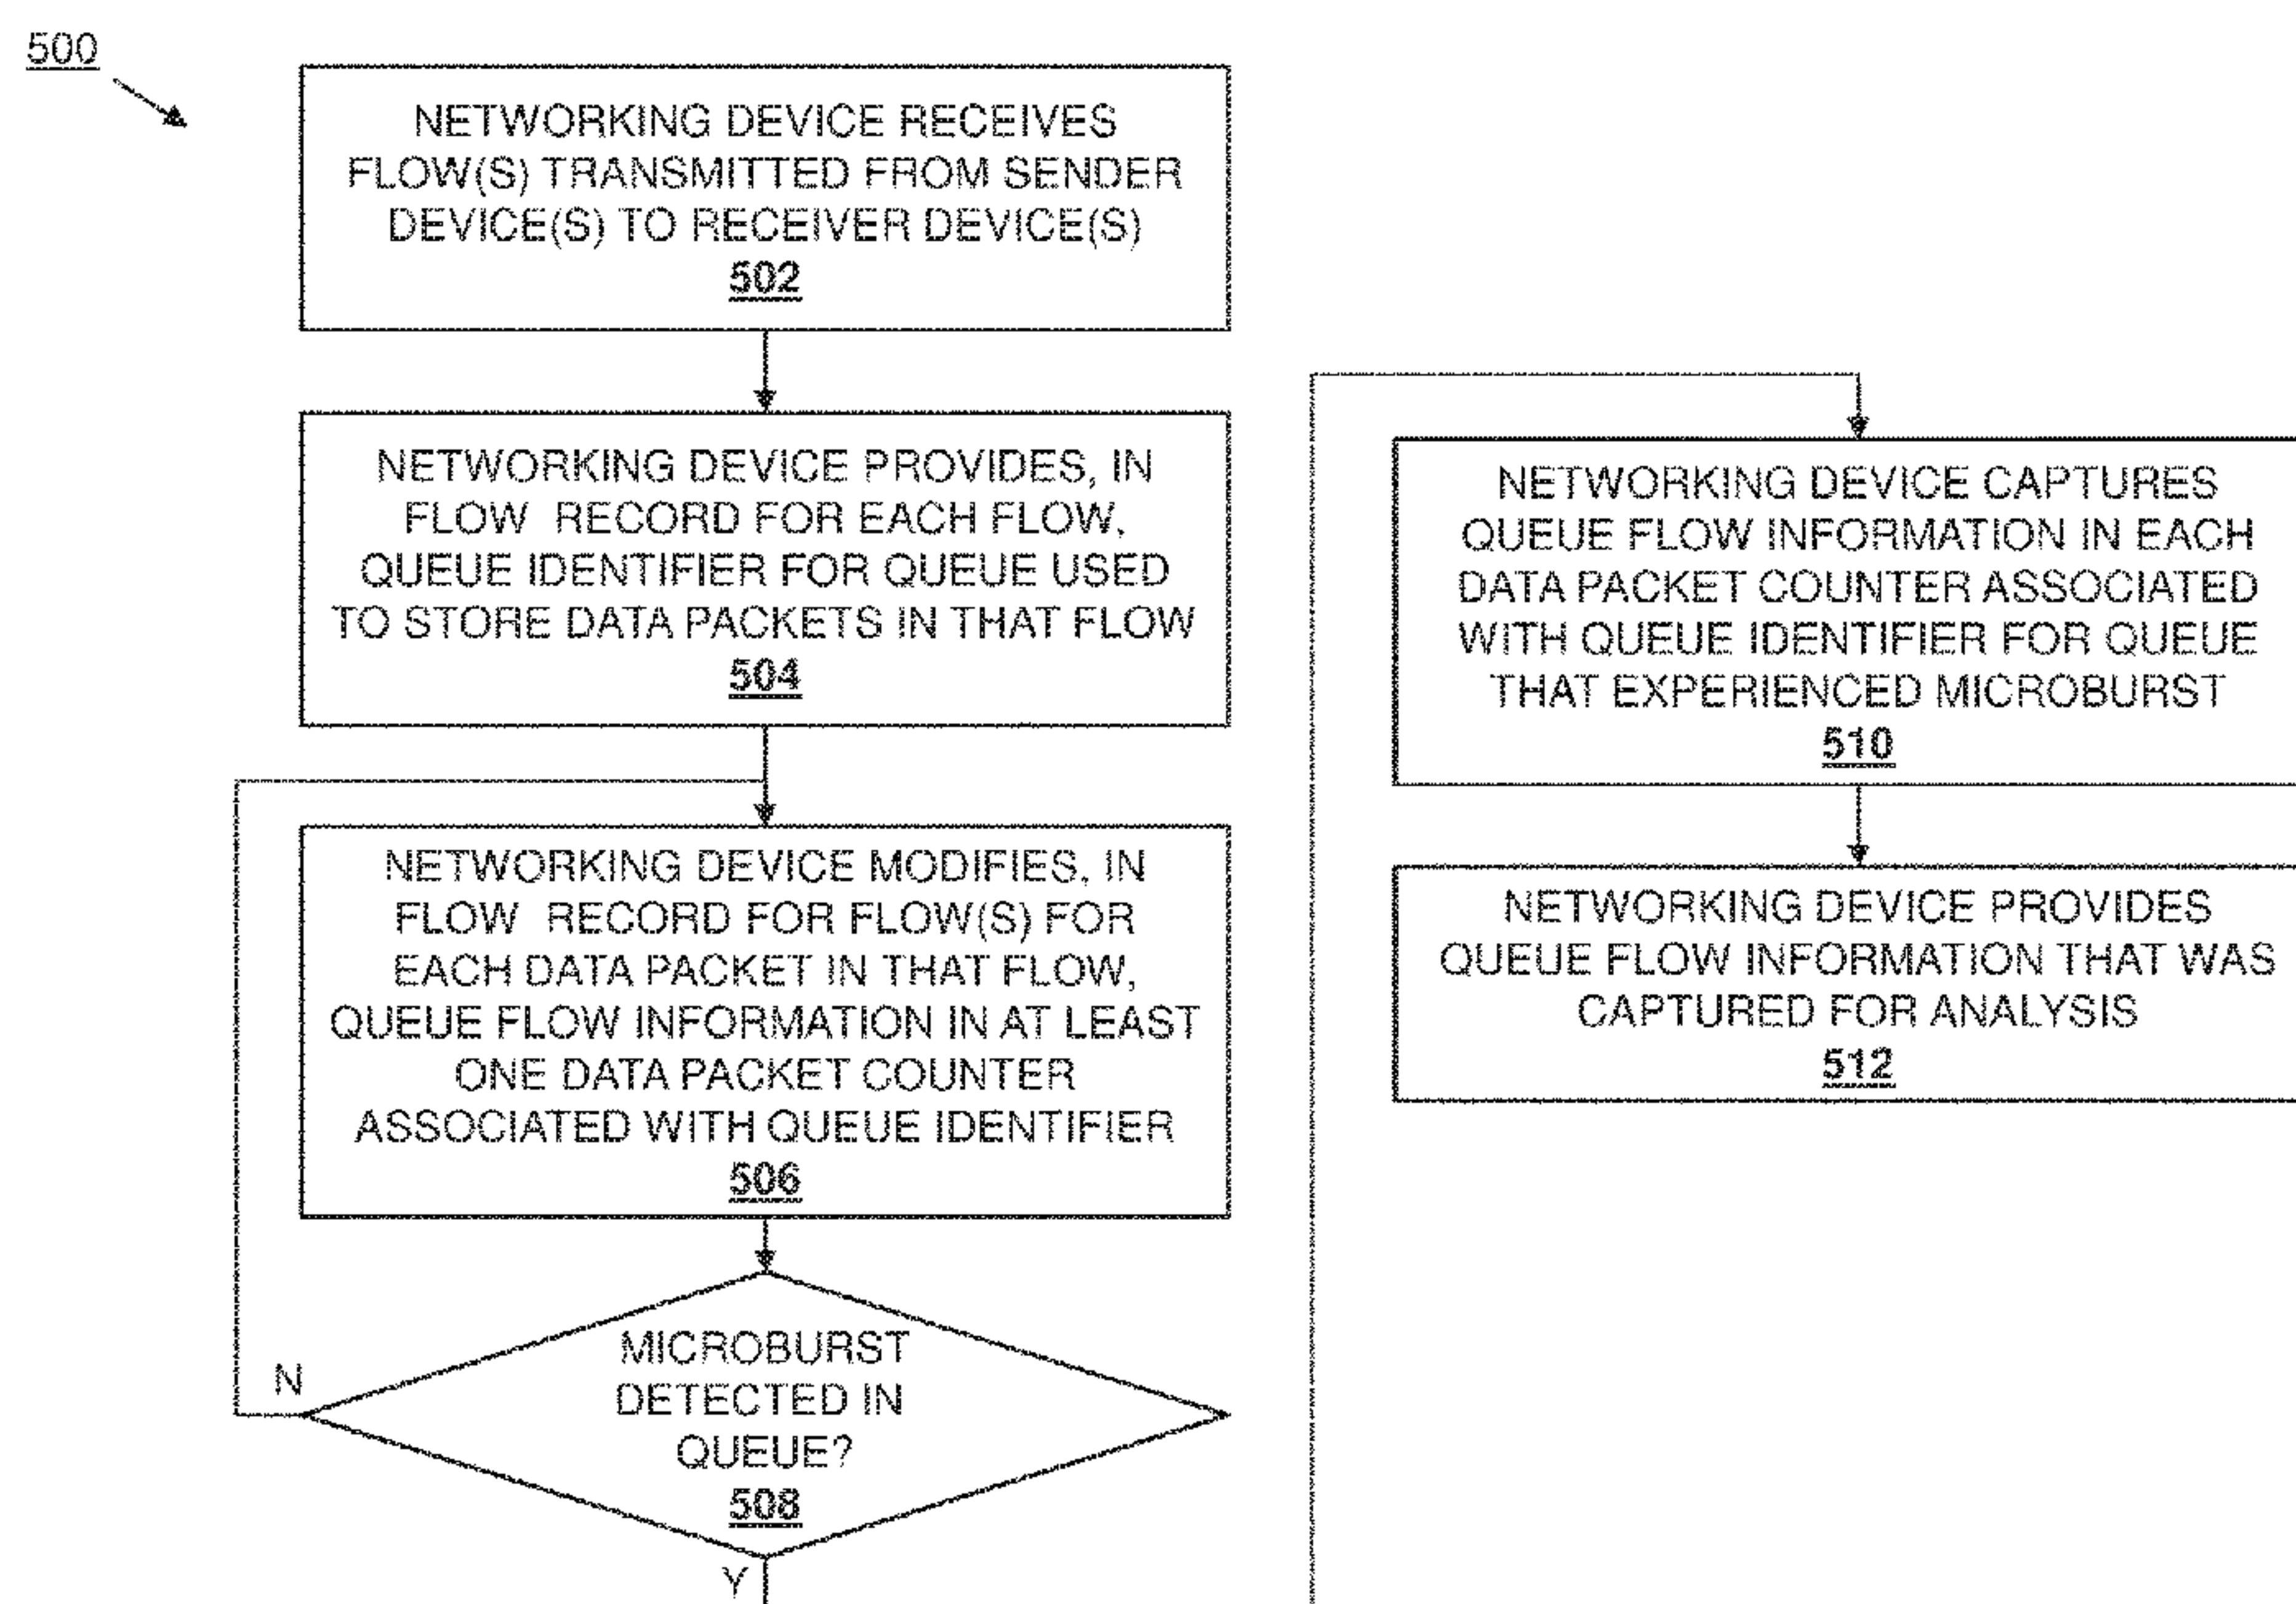 500
NETWORKING DEVICE RECEIVES
FLOW(S) TRANSMITTED FROM SENDER
DEVICE(S) TO RECEIVER DEVICE(S)
502
NETWORKING DEVICE PROVIDES, IN
FLOW RECORD FOR EACH FLOW,
QUEUE IDENTIFIER FOR QUEUE USED
TO STORE DATA PACKETS IN THAT FLOW
504
NETWORKING DEVICE MODIFIES, IN
FLOW RECORD FOR FLOW(S) FOR
EACH DATA PACKET IN THAT FLOW,
QUEUE FLOW INFORMATION IN AT LEAST
ONE DATA PACKET COUNTER
ASSOCIATED WITH QUEUE IDENTIFIER
506
MICROBURST
DETECTED IN
QUEUE?
508
N
Y
NETWORKING DEVICE CAPTURES
QUEUE FLOW INFORMATION IN EACH
DATA PACKET COUNTER ASSOCIATED
WITH QUEUE IDENTIFIER FOR QUEUE
THAT EXPERIENCED MICROBURST
510
NETWORKING DEVICE PROVIDES
QUEUE FLOW INFORMATION THAT WAS
CAPTURED FOR ANALYSIS
512